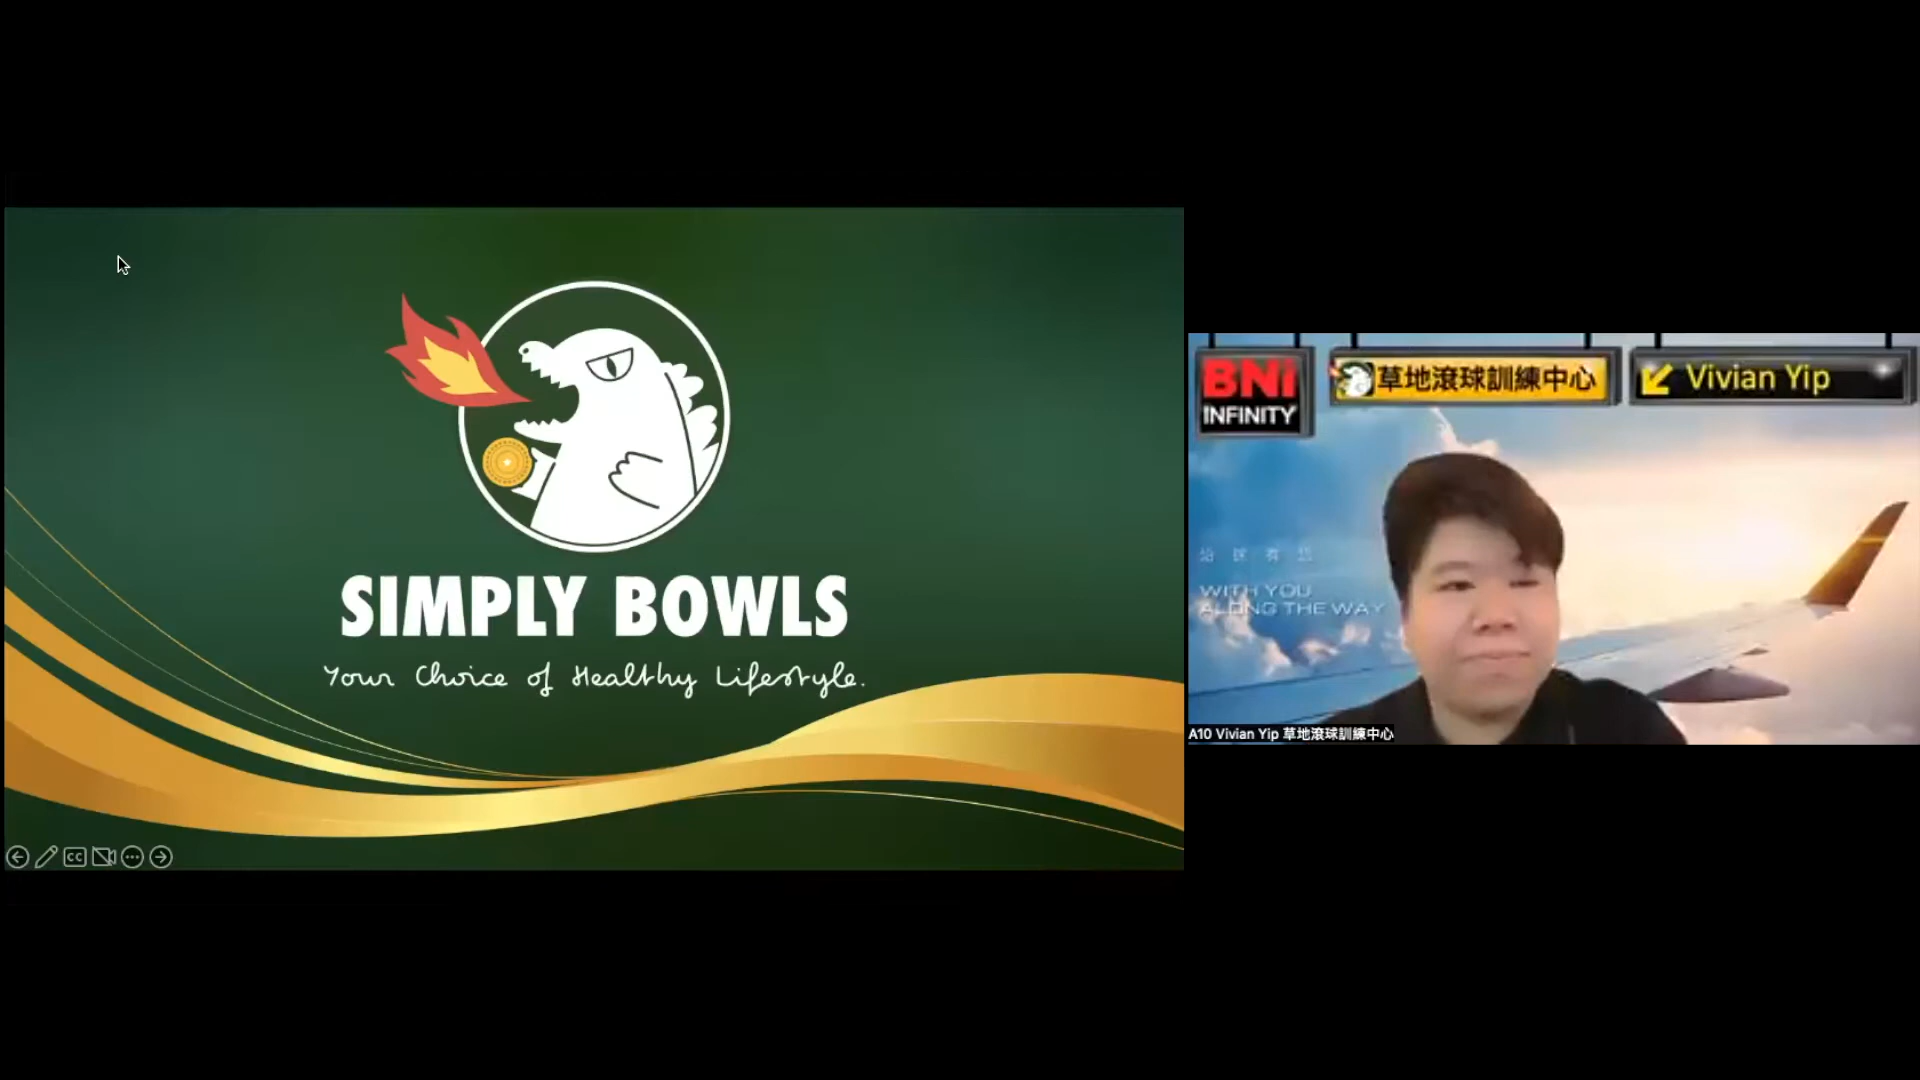 SIMPLY BOWLS
Your Choice of Healthy Lifestyle.
BNI
INFINITY
草地滾球訓練中心
Vivian Yip
WITH YOU
ALONG THE WAY
A10 Vivian Yip 草地滾球訓練中心
CC